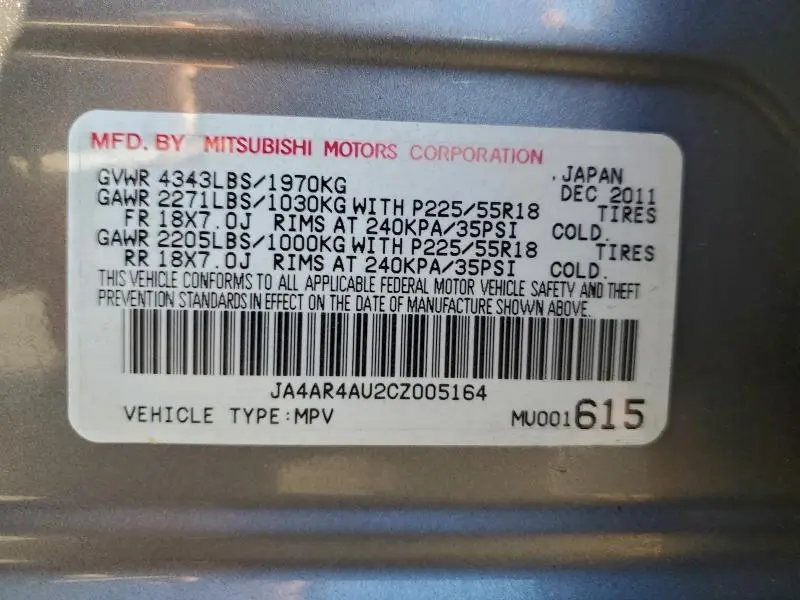 MFD. BY MITSUBISHI MOTORS CORPORATION
GVWR 4343LBS/1970KG .JAPAN DEC 2011
GAWR 2271LBS/1030KG WITH P225/55R18 TIRES
FR 18X7.0J RIMS AT 240KPA/35PSI COLD.
GAWR 2205LBS/1000KG WITH P225/55R18 TIRES
RR 18X7.0J RIMS AT 240KPA/35PSI COLD.
THIS VEHICLE CONFORMS TO ALL APPLICABLE FEDERAL MOTOR VEHICLE SAFETY AND THEFT
PREVENTION STANDARDS IN EFFECT ON THE DATE OF MANUFACTURE SHOWN ABOVE.
JA4AR4AU2CZ005164
VEHICLE TYPE:MPV MU001615